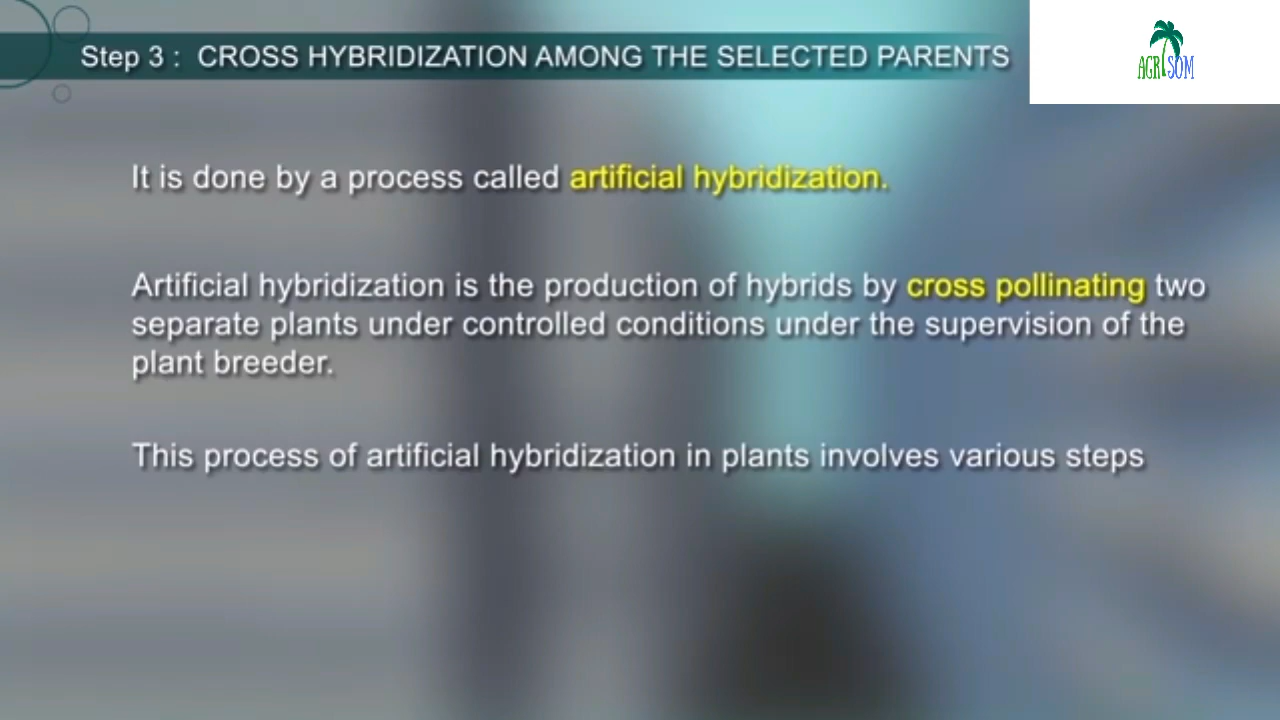 Step 3 : CROSS HYBRIDIZATION AMONG THE SELECTED PARENTS
AGRISOM
It is done by a process called artificial hybridization.
Artificial hybridization is the production of hybrids by cross pollinating two
separate plants under controlled conditions under the supervision of the
plant breeder.
This process of artificial hybridization in plants involves various steps